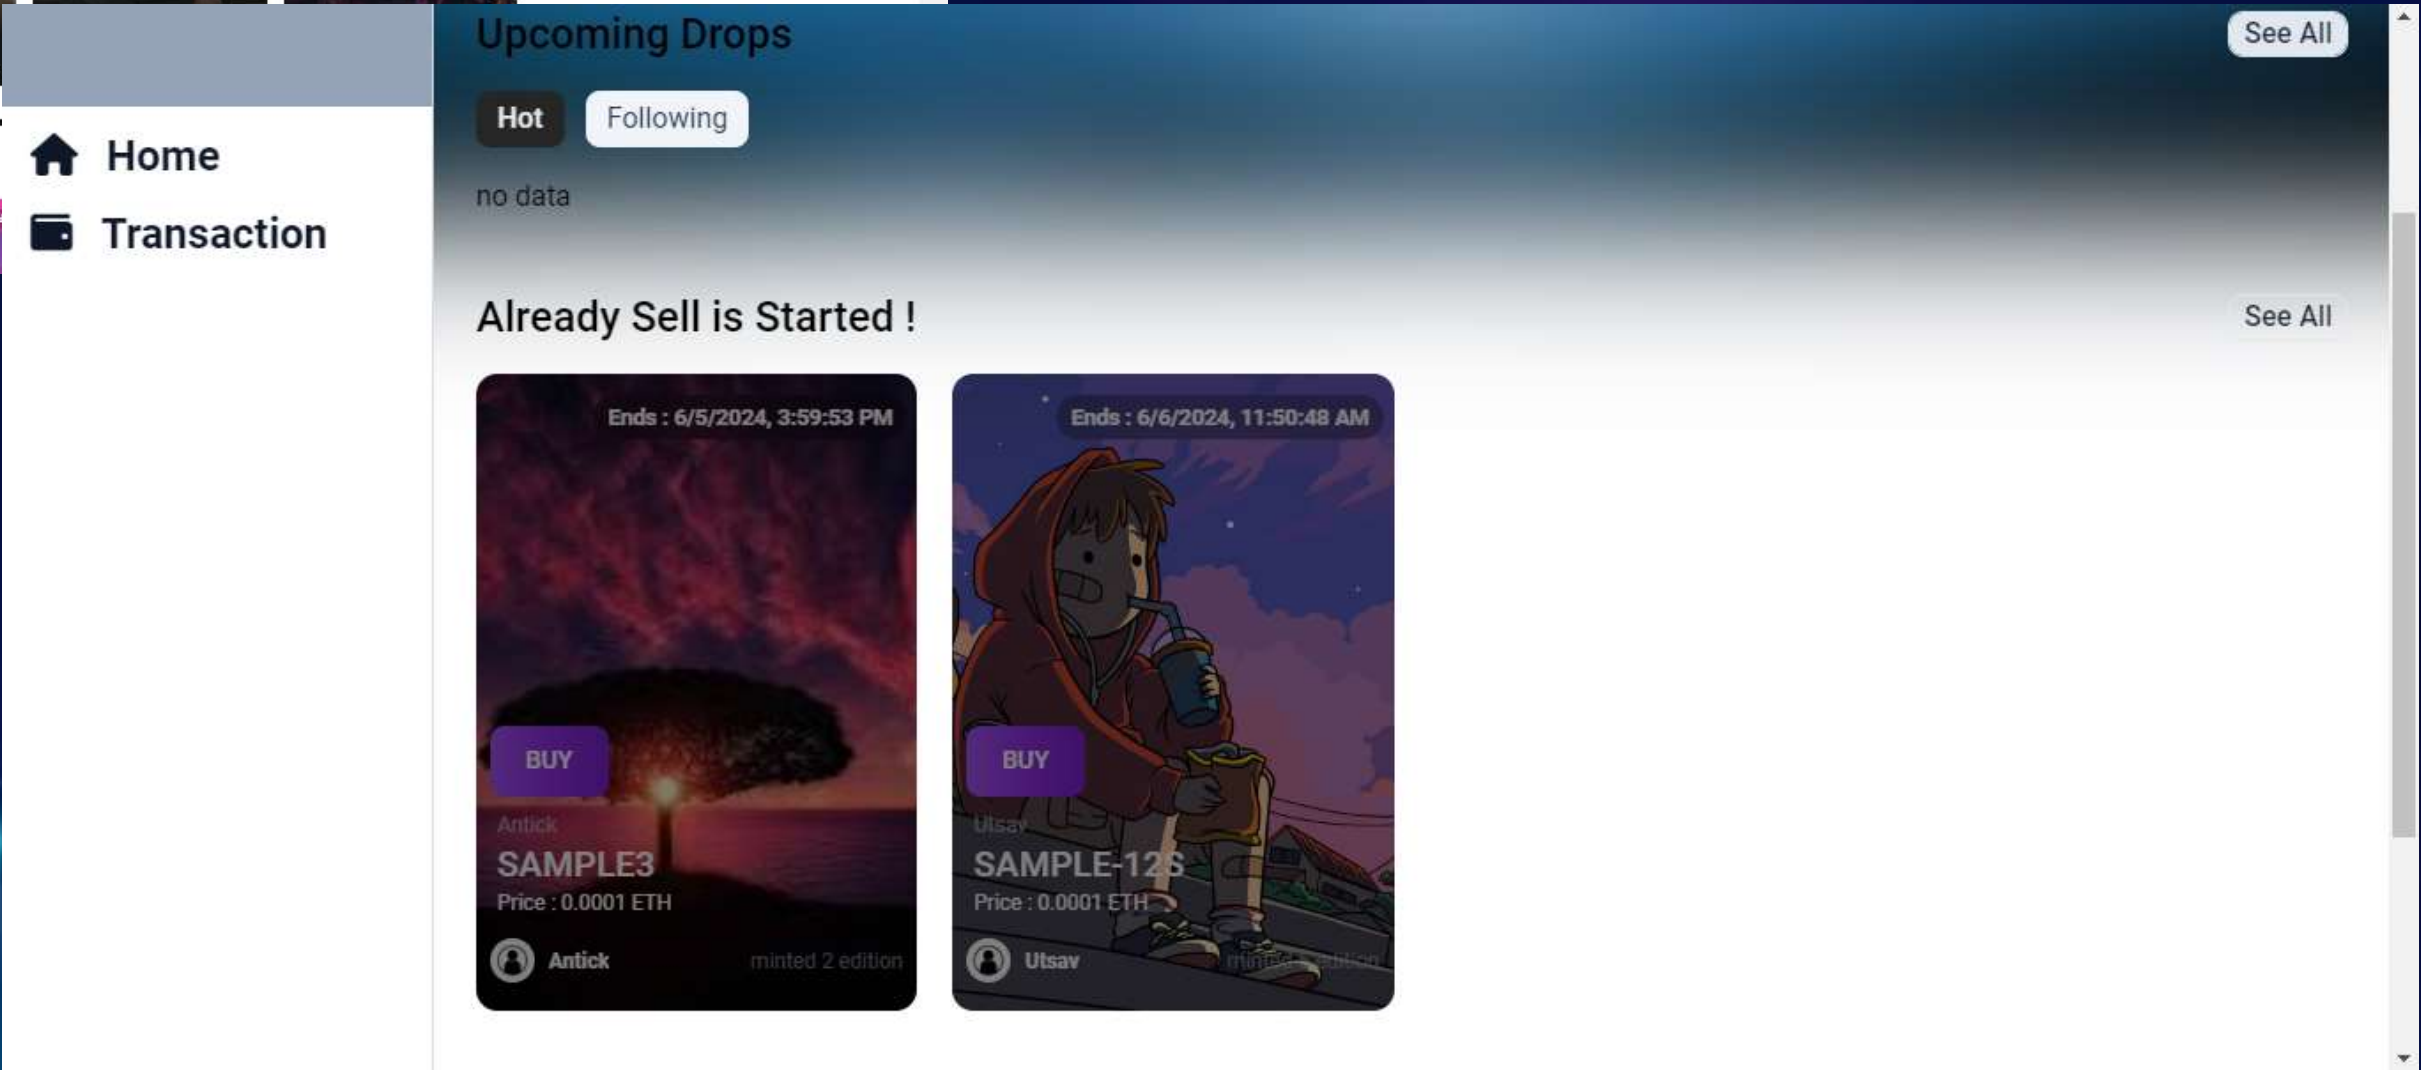 Upcoming Drops
See All
Hot
Following
no data
Home
Transaction
Already Sell is Started !
See All
Ends : 6/5/2024, 3:59:53 PM
BUY
Antick
SAMPLE3
Price : 0.0001 ETH
Antick
minted 2 edition
Ends : 6/6/2024, 11:50:48 AM
BUY
Utsav
SAMPLE-12S
Price : 0.0001 ETH
Utsav
minted edition